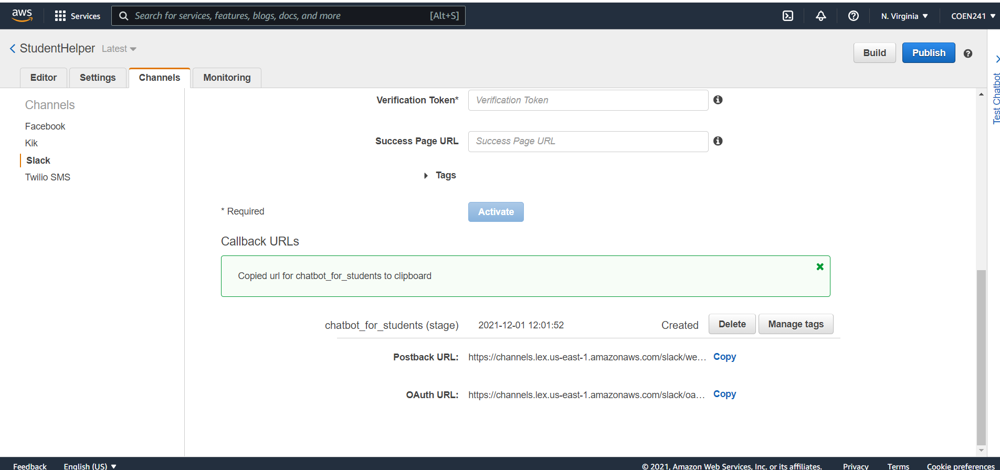 aws Services Search for services, features, blogs, docs, and more [Alt+S] N. Virginia COEN241
StudentHelper Latest
Build Publish
Editor Settings Channels Monitoring
Test Chatbot
Channels
Facebook
Kik
Slack
Twilio SMS
Verification Token* Verification Token
Success Page URL Success Page URL
Tags
* Required Activate
Callback URLs
Copied url for chatbot_for_students to clipboard
chatbot_for_students (stage) 2021-12-01 12:01:52 Created Delete Manage tags
Postback URL: https://channels.lex.us-east-1.amazonaws.com/slack/we… Copy
OAuth URL: https://channels.lex.us-east-1.amazonaws.com/slack/oa… Copy
Feedback English (US) © 2021, Amazon Web Services, Inc. or its affiliates. Privacy Terms Cookie preferences